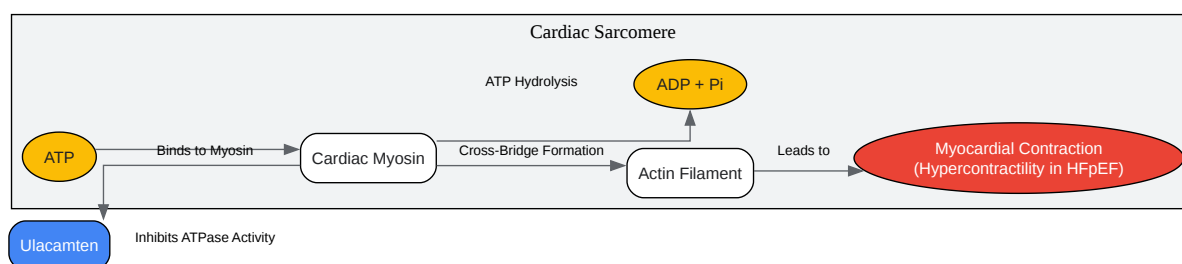 Cardiac Sarcomere
ATP Hydrolysis
ADP + Pi
ATP
Binds to Myosin
Cardiac Myosin
Cross-Bridge Formation
Actin Filament
Leads to
Myocardial Contraction
(Hypercontractility in HFpEF)
Ulacamten
Inhibits ATPase Activity